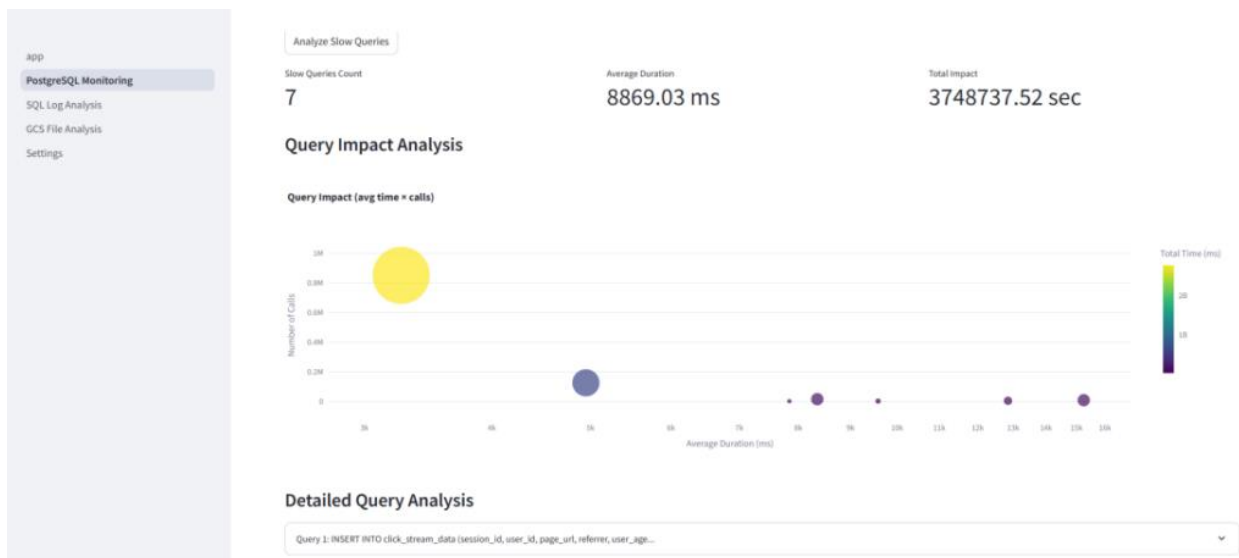 app
PostgreSQL Monitoring
SQL Log Analysis
GCS File Analysis
Settings
Analyze Slow Queries
Slow Queries Count
Average Duration
Total Impact
7
8869.03 ms
3748737.52 sec
Query Impact Analysis
Query Impact (avg time × calls)
Total Time (ms)
2B
1B
Number of Calls
1M
0.8M
0.6M
0.4M
0.2M
0
3k 4k 5k 6k 7k 8k 9k 10k 11k 12k 13k 14k 15k 16k
Average Duration (ms)
Detailed Query Analysis
Query 1: INSERT INTO click_stream_data (session_id, user_id, page_url, referrer, user_age...